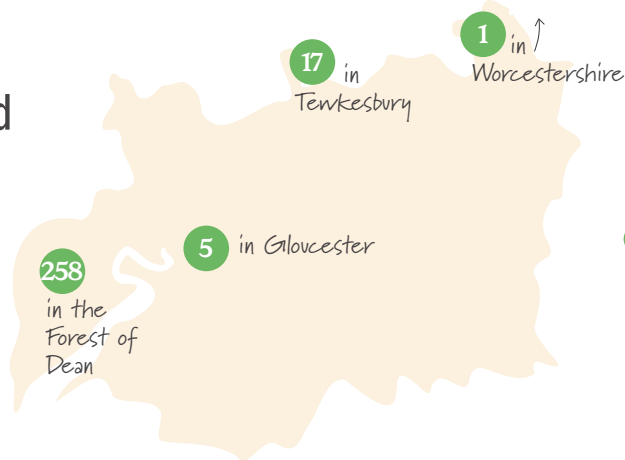 1 in
Worcestershire
17 in
Tewkesbury
d
5 in Gloucester
258
in the
Forest of
Dean